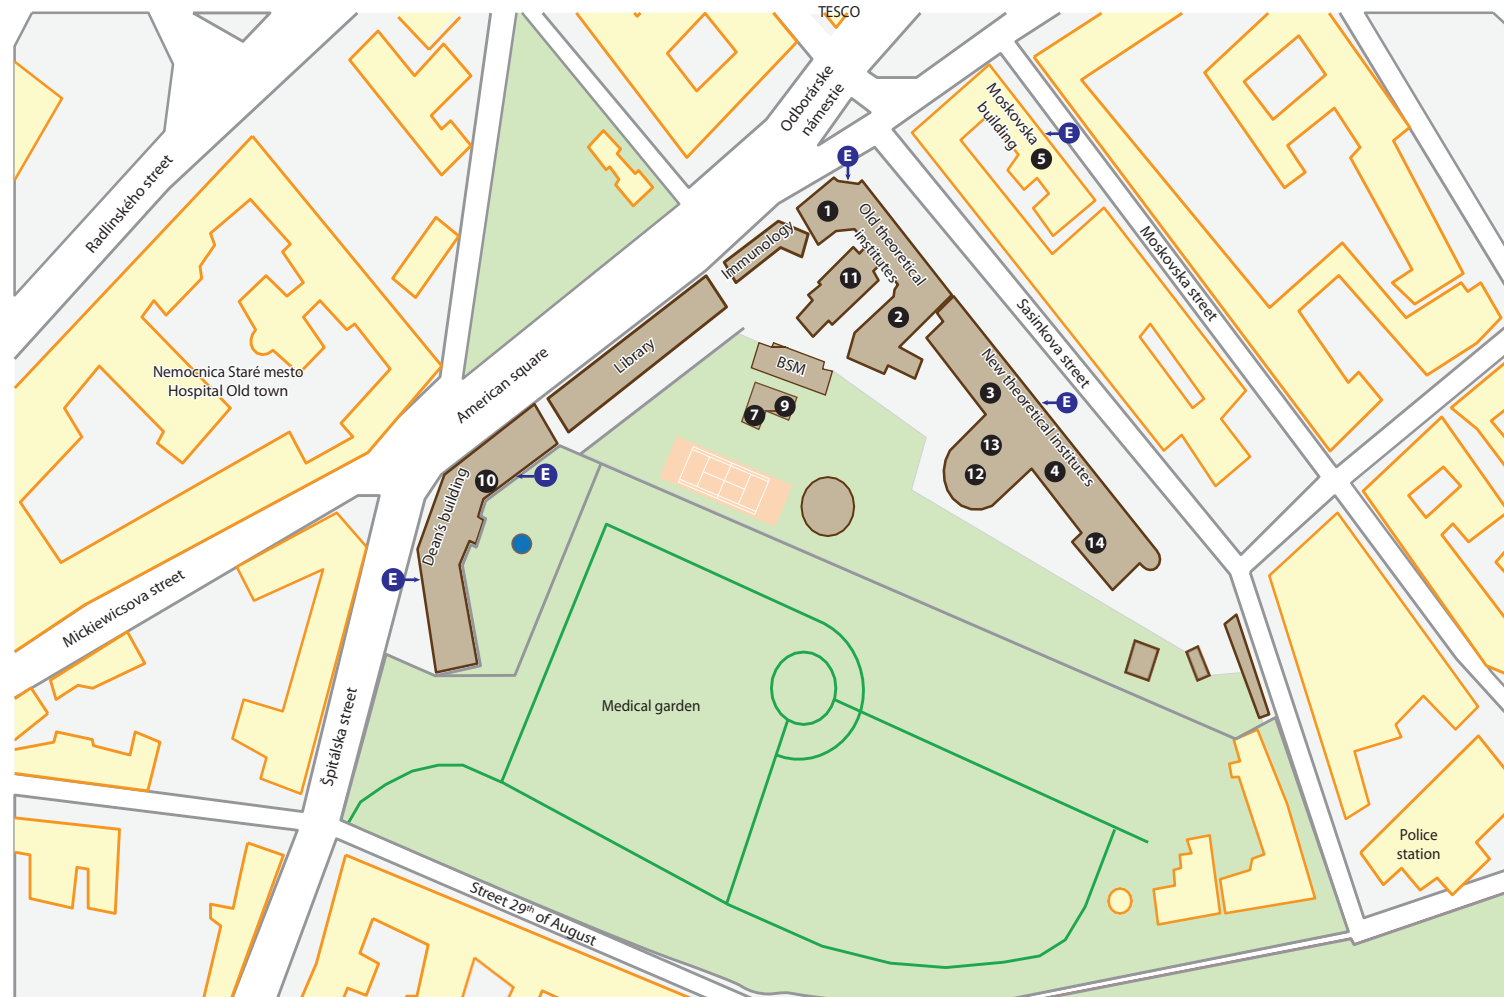 TESCO
Odborárske
námestie
Moskovska
building
E
5
E
Radlinského street
1
Old theoretical
institutes
Immunology
11
2
Moskovska street
Sasinkova street
Library
BSM
American square
Nemocnica Staré mesto
Hospital Old town
New theoretical institutes
3
E
7
9
13
12
4
10
E
Dean's building
14
E
Mickiewicsova street
Špitálska street
Medical garden
Police
station
Street 29th of August